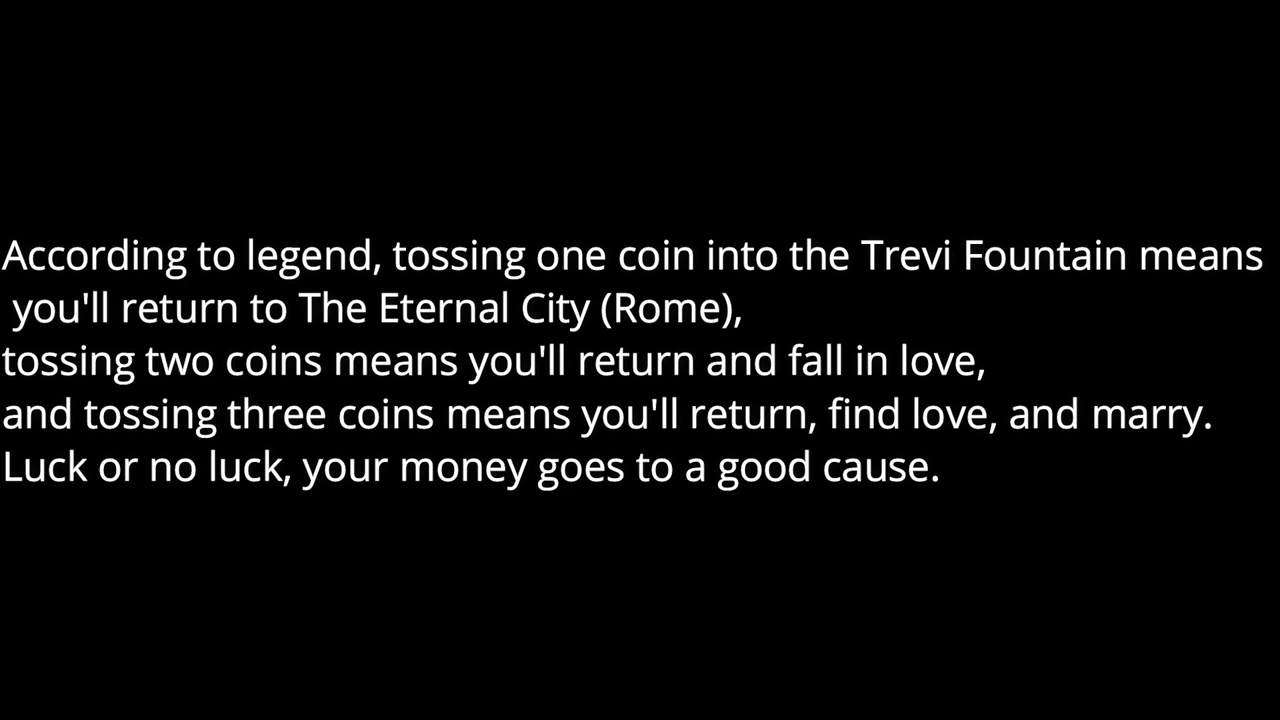 According to legend, tossing one coin into the Trevi Fountain means
you'll return to The Eternal City (Rome),
tossing two coins means you'll return and fall in love,
and tossing three coins means you'll return, find love, and marry.
Luck or no luck, your money goes to a good cause.